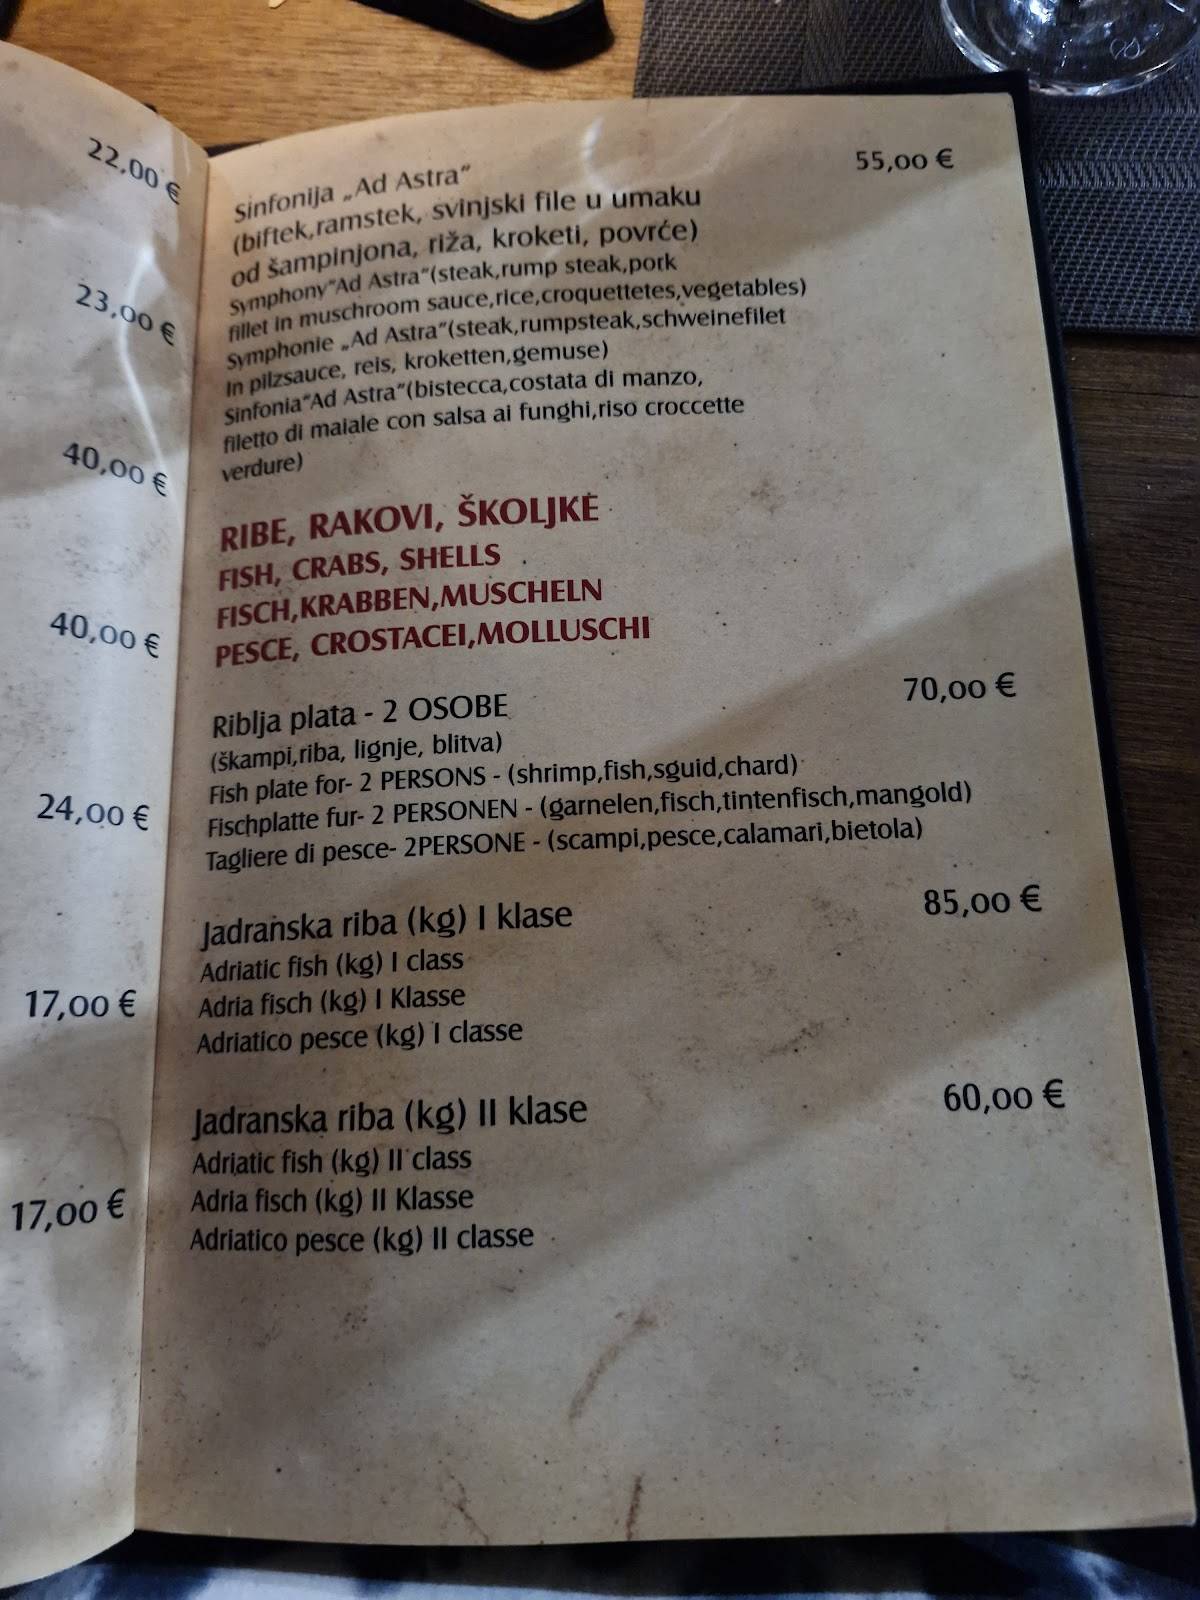 22,00 €
23,00 €
40,00 €
40,00 €
24,00 €
17,00 €
17,00 €
Sinfonija „Ad Astra“ 55,00 €
(biftek,ramstek, svinjski file u umaku
od šampinjona, riža, kroketi, povrće)
Symphony"Ad Astra"(steak,rump steak,pork
fillet in muschroom sauce,rice,croquettetes,vegetables)
Symphonie „Ad Astra"(steak,rumpsteak,schweinefilet
In pilzsauce, reis, kroketten,gemuse)
Sinfonia"Ad Astra"(bistecca,costata di manzo,
filetto di maiale con salsa ai funghi,riso croccette
verdure)
RIBE, RAKOVI, ŠKOLJKE
FISH, CRABS, SHELLS
FISCH,KRABBEN,MUSCHELN
PESCE, CROSTACEI,MOLLUSCHI
Riblja plata - 2 OSOBE 70,00 €
(škampi,riba, lignje, blitva)
Fish plate for- 2 PERSONS - (shrimp,fish,sguid,chard)
Fischplatte fur- 2 PERSONEN - (garnelen,fisch,tintenfisch,mangold)
Tagliere di pesce- 2PERSONE - (scampi,pesce,calamari,bietola)
Jadranska riba (kg) I klase 85,00 €
Adriatic fish (kg) I class
Adria fisch (kg) I Klasse
Adriatico pesce (kg) I classe
Jadranska riba (kg) II klase 60,00 €
Adriatic fish (kg) II class
Adria fisch (kg) II Klasse
Adriatico pesce (kg) II classe